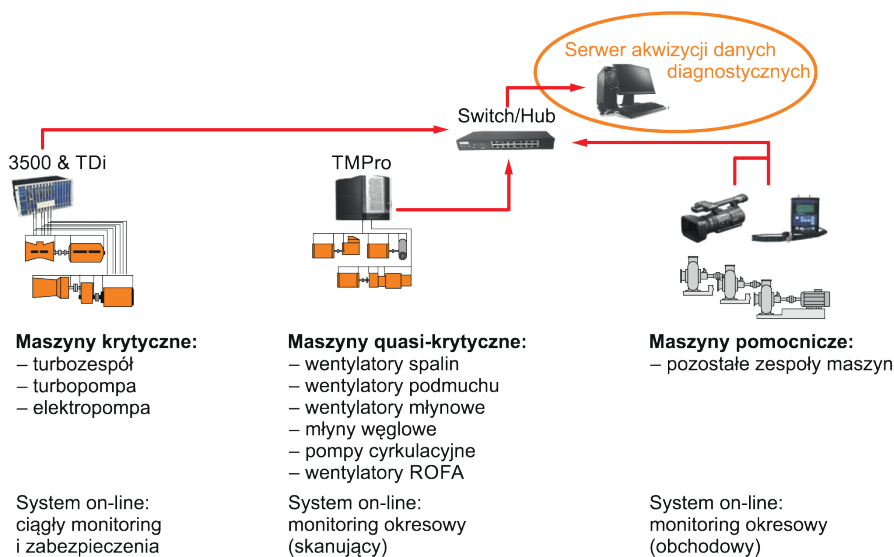 Serwer akwizycji danych
diagnostycznych
Switch/Hub
3500 & TDi
TMPro
Maszyny krytyczne:
– turbozespół
– turbopompa
– elektropompa
System on-line:
ciągły monitoring
i zabezpieczenia
Maszyny quasi-krytyczne:
– wentylatory spalin
– wentylatory podmuchu
– wentylatory młynowe
– młyny węglowe
– pompy cyrkulacyjne
– wentylatory ROFA
System on-line:
monitoring okresowy
(skanujący)
Maszyny pomocnicze:
– pozostałe zespoły maszyn
System on-line:
monitoring okresowy
(obchodowy)